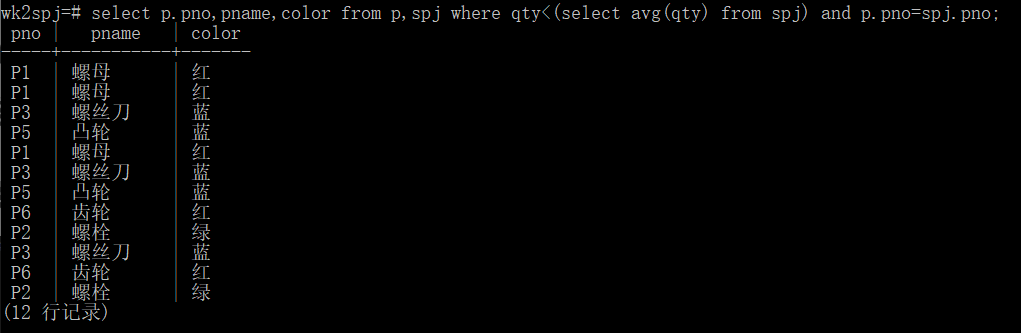 wk2spj=# select p.pno,pname,color from p,spj where qty<(select avg(qty) from spj) and p.pno=spj.pno;
 pno |   pname   | color
-----+-----------+-------
 P1  | 螺母      | 红
 P1  | 螺母      | 红
 P3  | 螺丝刀    | 蓝
 P5  | 凸轮      | 蓝
 P1  | 螺母      | 红
 P3  | 螺丝刀    | 蓝
 P5  | 凸轮      | 蓝
 P6  | 齿轮      | 红
 P2  | 螺栓      | 绿
 P3  | 螺丝刀    | 蓝
 P6  | 齿轮      | 红
 P2  | 螺栓      | 绿
(12 行记录)